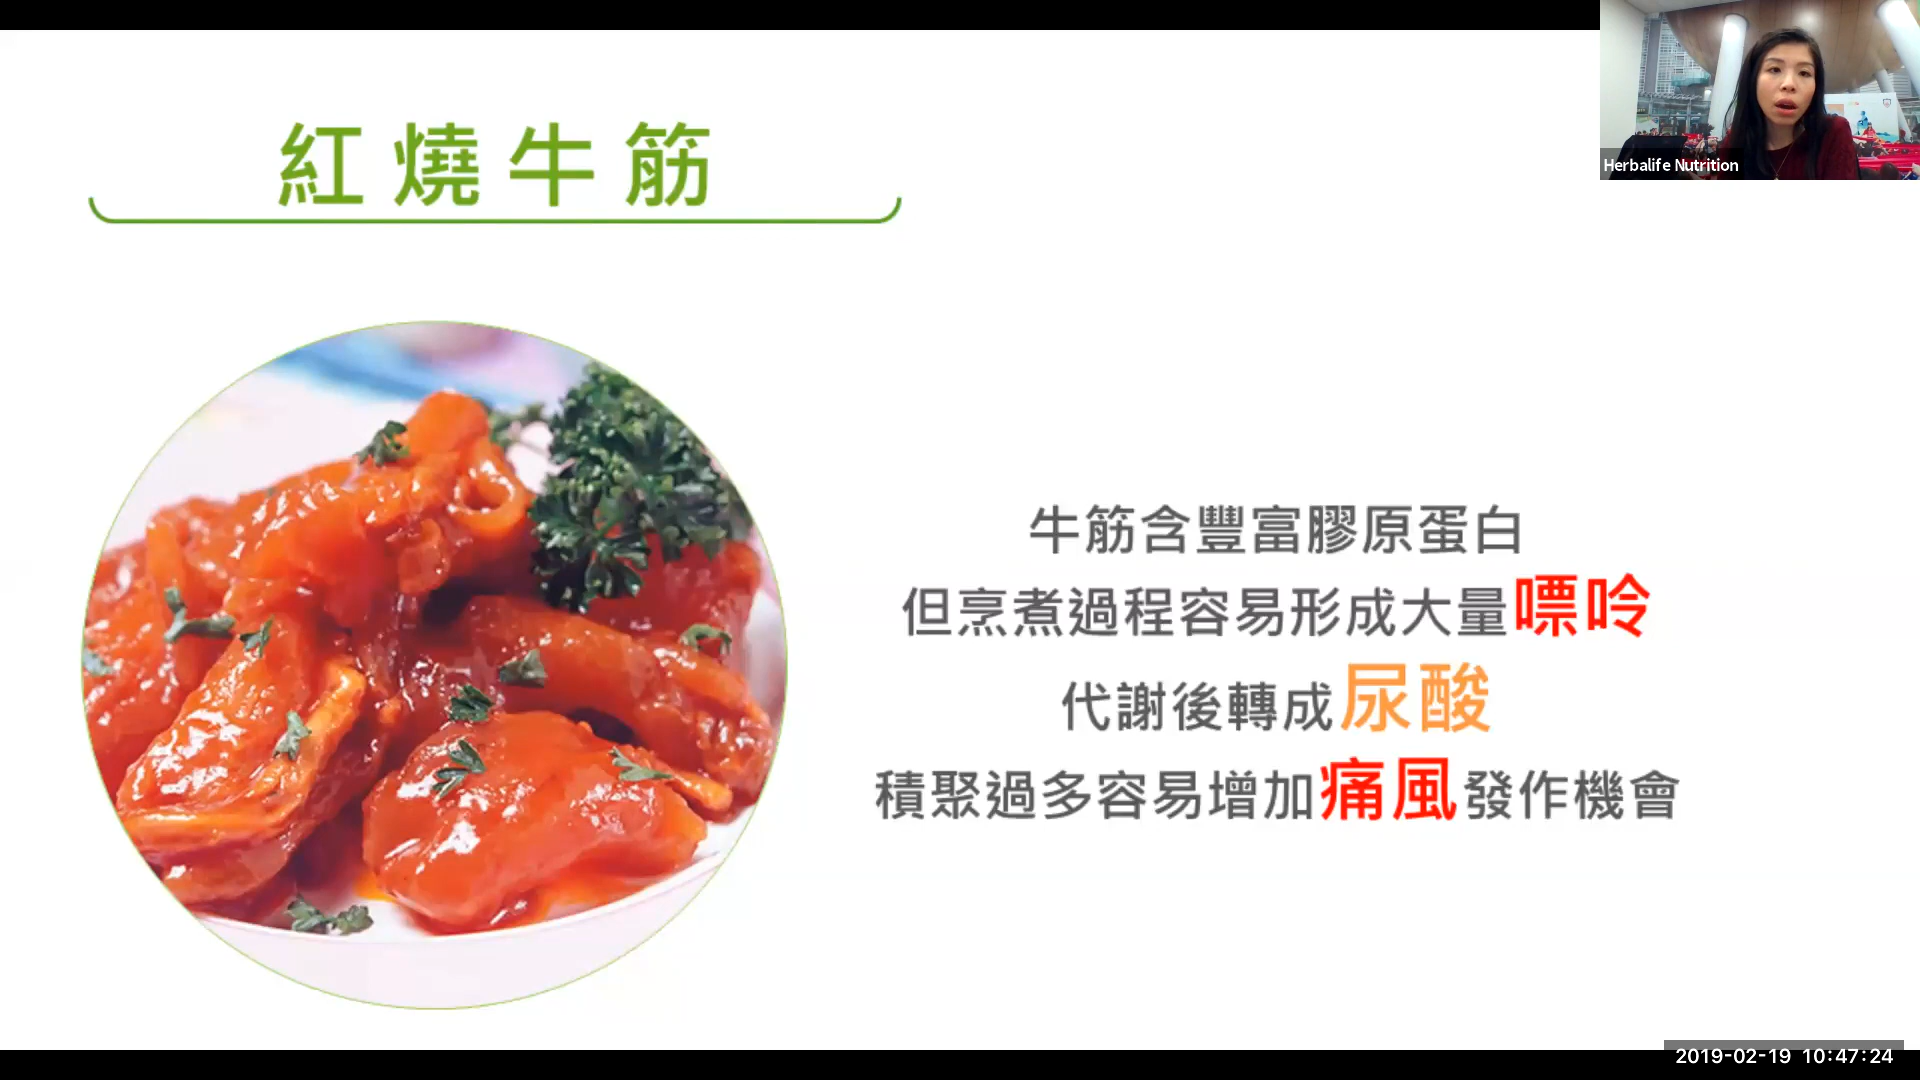 紅燒牛筋
Herbalife Nutrition
牛筋含豐富膠原蛋白
但烹煮過程容易形成大量嘌呤
代謝後轉成尿酸
積聚過多容易增加痛風發作機會
2019-02-19 10:47:24